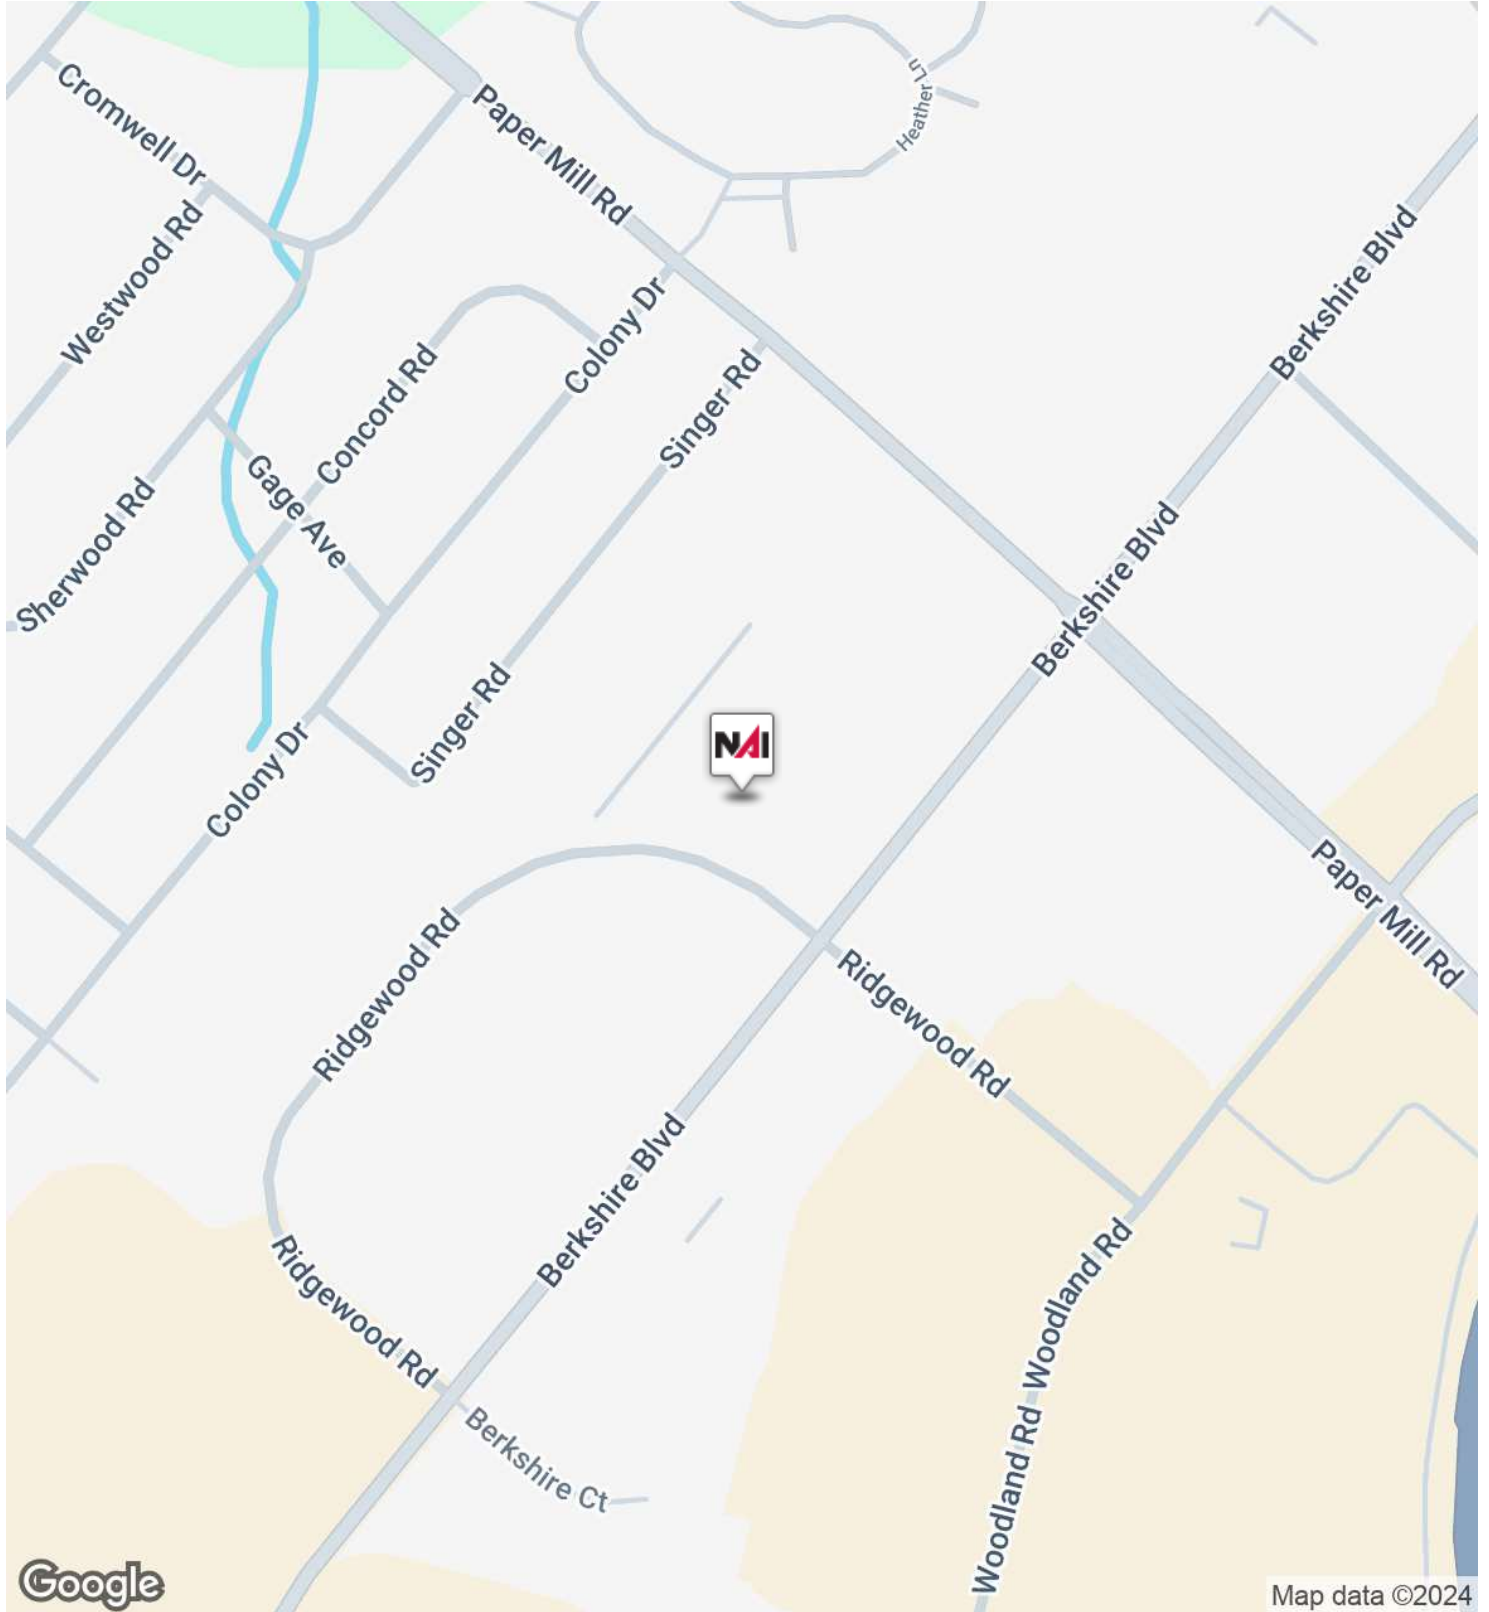 Cromwell Dr
Paper Mill Rd
Heather Ln
Westwood Rd
Berkshire Blvd
Colony Dr
Concord Rd
Singer Rd
Gage Ave
Sherwood Rd
Berkshire Blvd
Singer Rd
NAI
Colony Dr
Paper Mill Rd
Ridgewood Rd
Ridgewood Rd
Berkshire Blvd
Woodland Rd
Ridgewood Rd
Berkshire Ct
Woodland Rd
Google
Map data ©2024